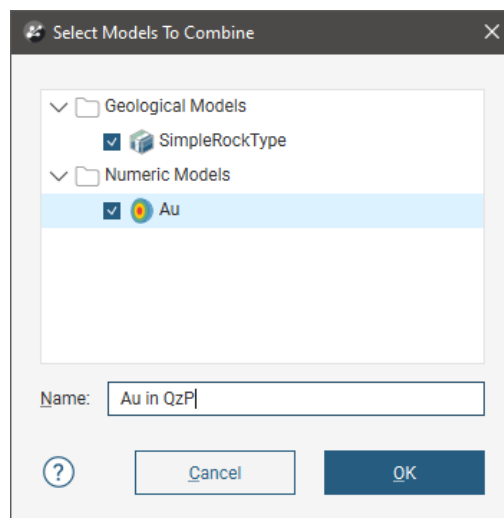 Select Models To Combine
Geological Models
SimpleRockType
Numeric Models
Au
Name: Au in QzP
? Cancel OK